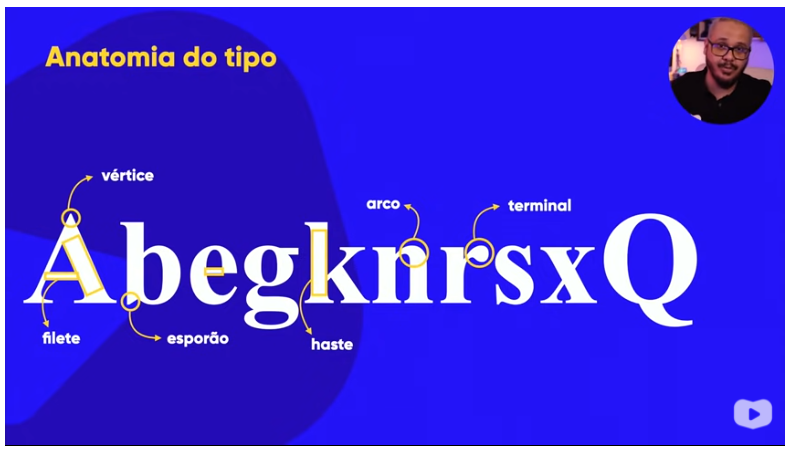 Anatomia do tipo
vértice
arco
terminal
AbegknrsxQ
filete
esporão
haste